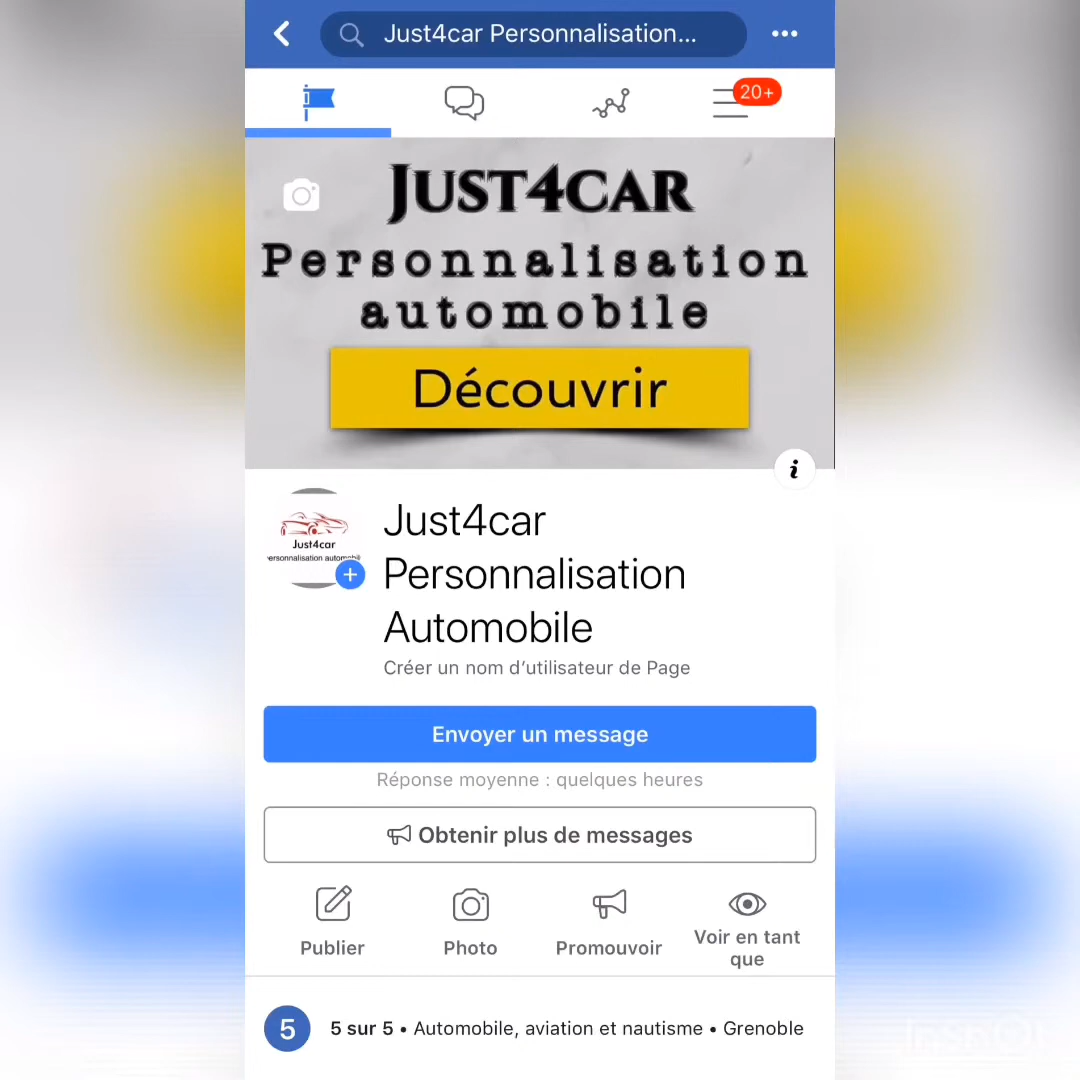 Just4car Personnalisation...
20+
Just4car
Personnalisation
automobile
Découvrir
Just4car
Just4car
Personnalisation
Automobile
Créer un nom d’utilisateur de Page
Envoyer un message
Réponse moyenne : quelques heures
Obtenir plus de messages
Publier
Photo
Promouvoir
Voir en tant
que
5
5 sur 5 • Automobile, aviation et nautisme • Grenoble